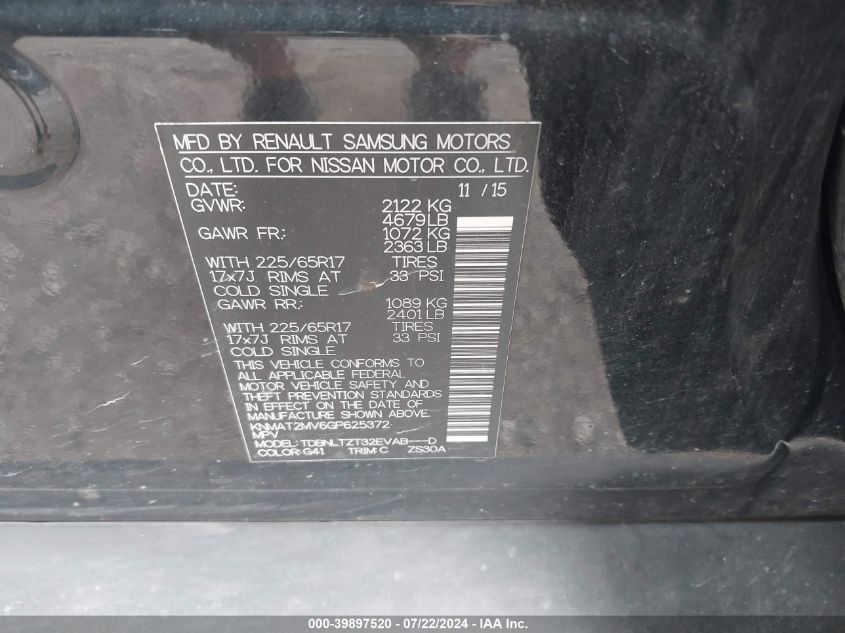 MFD BY RENAULT SAMSUNG MOTORS
CO., LTD. FOR NISSAN MOTOR CO., LTD.
DATE: 11 / 15
GVWR: 2122 KG
4679 LB
GAWR FR.: 1072 KG
2363 LB
WITH 225/65R17 TIRES
17x7J RIMS AT 33 PSI
COLD SINGLE
GAWR RR.: 1089 KG
2401 LB
WITH 225/65R17 TIRES
17x7J RIMS AT 33 PSI
COLD SINGLE
THIS VEHICLE CONFORMS TO
ALL APPLICABLE FEDERAL
MOTOR VEHICLE SAFETY AND
THEFT PREVENTION STANDARDS
IN EFFECT ON THE DATE OF
MANUFACTURE SHOWN ABOVE.
KNMAT2MV6GP625372
MPV
MODEL: TDBNLTZT32EVAB---D
COLOR:G41 TRIM:C ZS30A
000-39897520 / 07/22/2024 - IAA Inc.